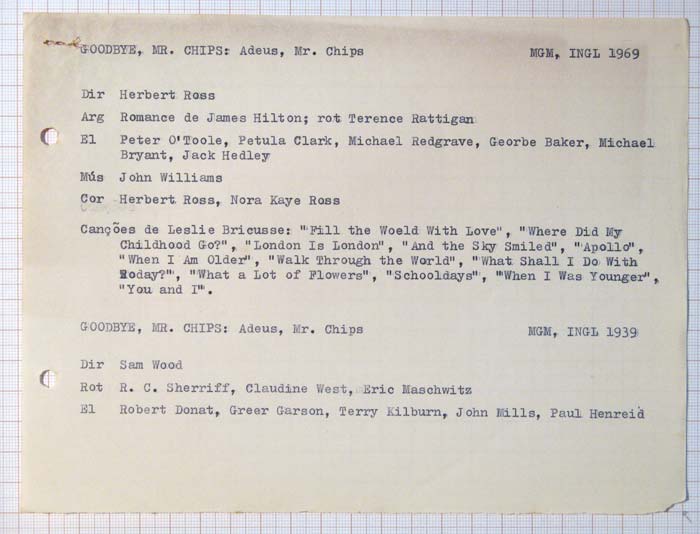 GOODBYE, MR. CHIPS: Adeus, Mr. Chips MGM, INGL 1969
Dir Herbert Ross
Arg Romance de James Hilton; rot Terence Rattigan
El Peter O'Toole, Petula Clark, Michael Redgrave, Georbe Baker, Michael
Bryant, Jack Hedley
Mús John Williams
Cor Herbert Ross, Nora Kaye Ross
Canções de Leslie Bricusse: "Fill the Woeld With Love", "Where Did My
Childhood Go?", "London Is London", "And the Sky Smiled", "Apollo",
"When I Am Older", "Walk Through the World", "What Shall I Do With
Today?", "What a Lot of Flowers", "Schooldays", "When I Was Younger",
"You and I".
GOODBYE, MR. CHIPS: Adeus, Mr. Chips MGM, INGL 1939
Dir Sam Wood
Rot R. C. Sherriff, Claudine West, Eric Maschwitz
El Robert Donat, Greer Garson, Terry Kilburn, John Mills, Paul Henreid